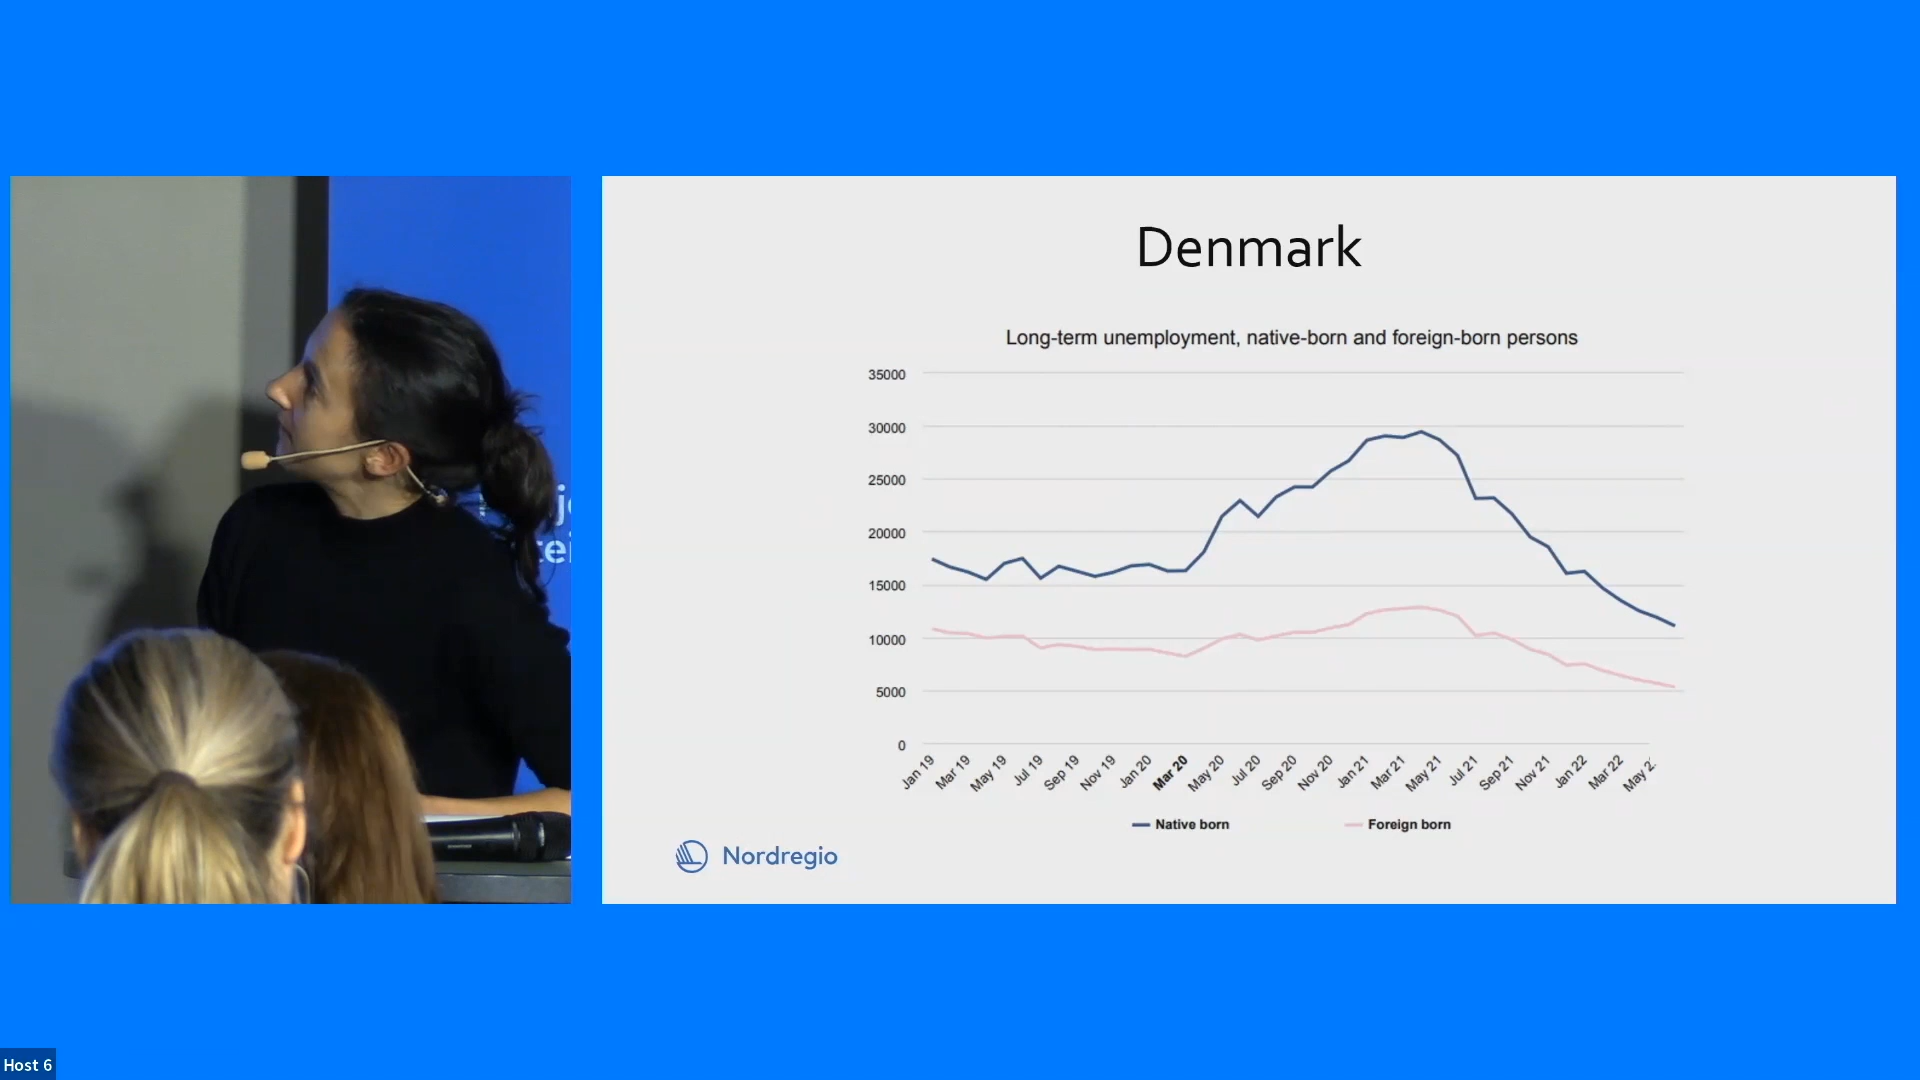 Denmark
Long-term unemployment, native-born and foreign-born persons
35000
30000
25000
20000
15000
10000
5000
0
Jan 19 Mar 19 May 19 Jul 19 Sep 19 Nov 19 Jan 20 Mar 20 May 20 Jul 20 Sep 20 Nov 20 Jan 21 Mar 21 May 21 Jul 21 Sep 21 Nov 21 Jan 22 Mar 22 May 2
Native born Foreign born
Nordregio
Host 6